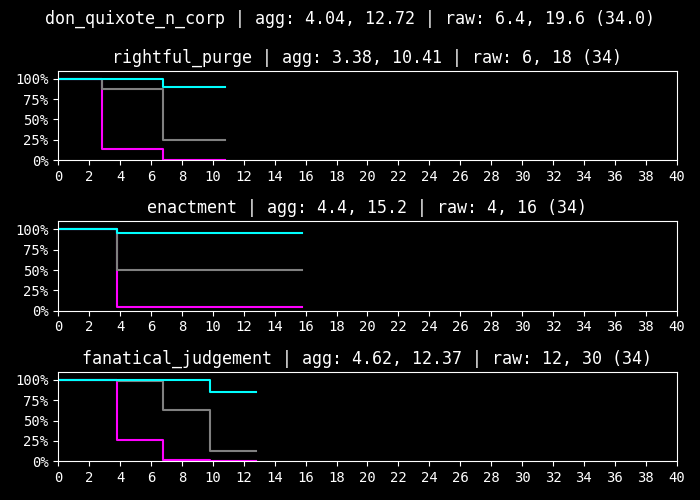 don_quixote_n_corp | agg: 4.04, 12.72 | raw: 6.4, 19.6 (34.0)
rightful_purge | agg: 3.38, 10.41 | raw: 6, 18 (34)
100%
75%
50%
25%
0%
0 2 4 6 8 10 12 14 16 18 20 22 24 26 28 30 32 34 36 38 40
enactment | agg: 4.4, 15.2 | raw: 4, 16 (34)
100%
75%
50%
25%
0%
0 2 4 6 8 10 12 14 16 18 20 22 24 26 28 30 32 34 36 38 40
fanatical_judgement | agg: 4.62, 12.37 | raw: 12, 30 (34)
100%
75%
50%
25%
0%
0 2 4 6 8 10 12 14 16 18 20 22 24 26 28 30 32 34 36 38 40